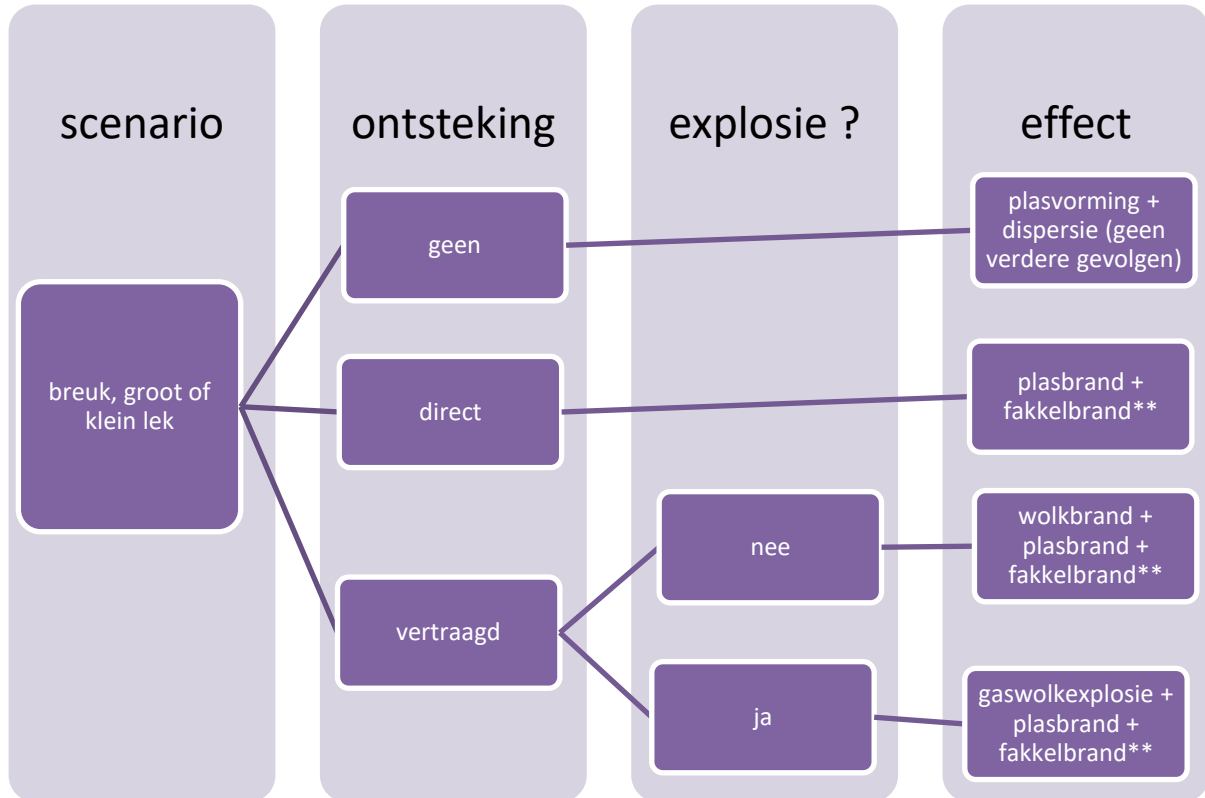 scenario
ontsteking
explosie ?
effect
breuk, groot of
klein lek
geen
direct
vertraagd
nee
ja
plasvorming +
dispersie (geen
verdere gevolgen)
plasbrand +
fakkelbrand**
wolkbrand +
plasbrand +
fakkelbrand**
gaswolkexplosie +
plasbrand +
fakkelbrand**